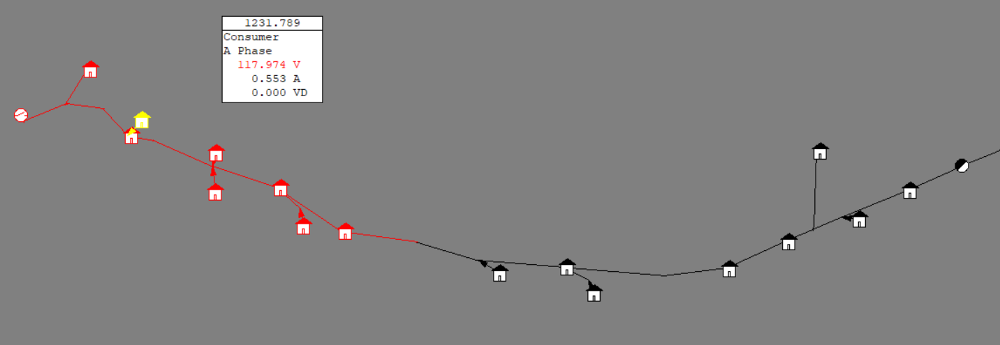 1231.789
Consumer
A Phase
117.974 V
0.553 A
0.000 VD